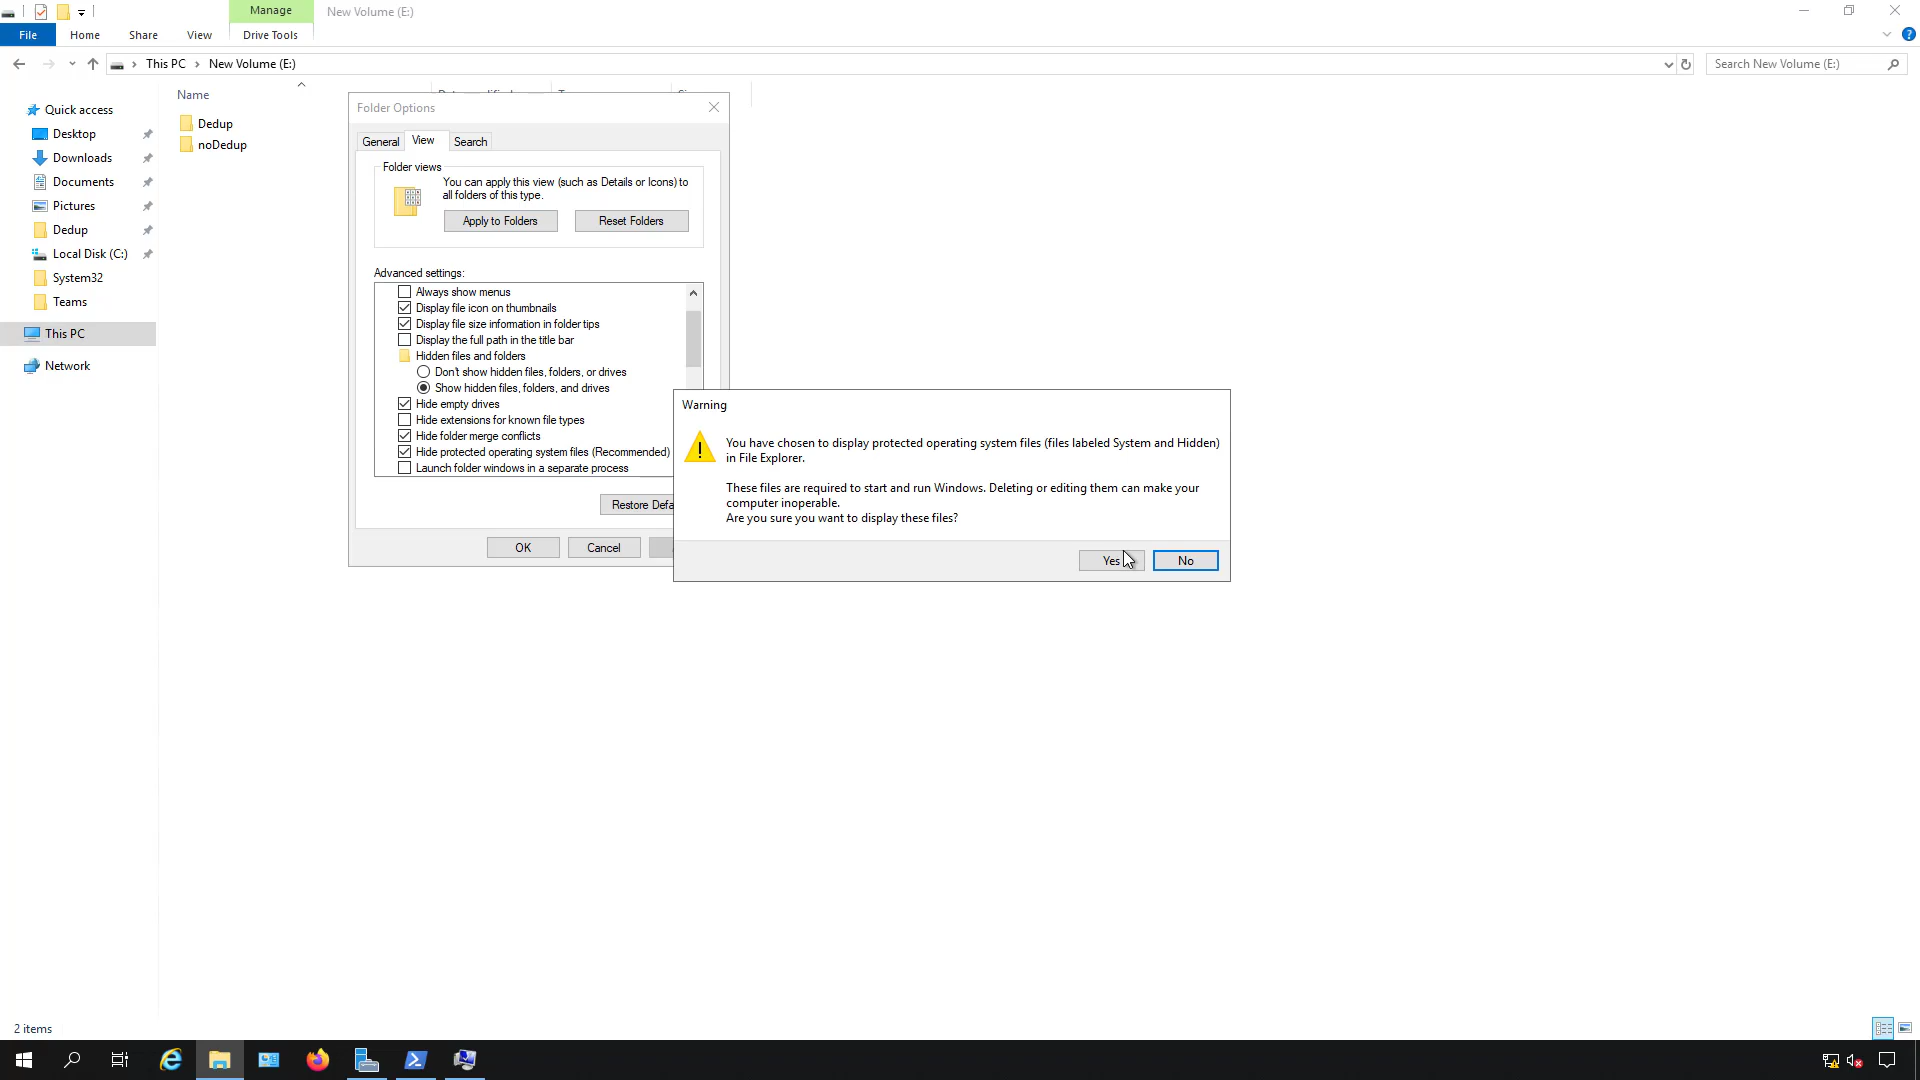 Manage
New Volume (E:)
File
Home
Share
View
Drive Tools
This PC
New Volume (E:)
Search New Volume (E:)
Name
Quick access
Desktop
Downloads
Documents
Pictures
Dedup
Local Disk (C:)
System32
Teams
This PC
Network
Dedup
noDedup
Folder Options
General
View
Search
Folder views
You can apply this view (such as Details or Icons) to
all folders of this type.
Apply to Folders
Reset Folders
Advanced settings:
Always show menus
Display file icon on thumbnails
Display file size information in folder tips
Display the full path in the title bar
Hidden files and folders
Don't show hidden files, folders, or drives
Show hidden files, folders, and drives
Hide empty drives
Hide extensions for known file types
Hide folder merge conflicts
Hide protected operating system files (Recommended)
Launch folder windows in a separate process
Restore Defa
OK
Cancel
Warning
You have chosen to display protected operating system files (files labeled System and Hidden)
in File Explorer.
These files are required to start and run Windows. Deleting or editing them can make your
computer inoperable.
Are you sure you want to display these files?
Yes
No
2 items